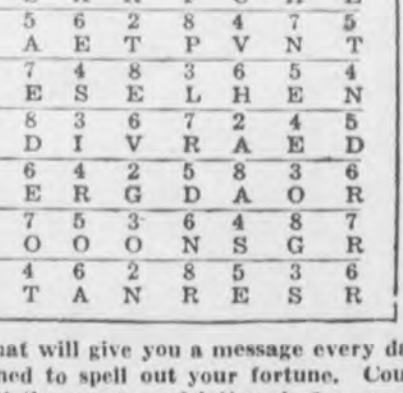 5 6 2 8 4 7 5
A E T P V N T
7 4 8 3 6 5 4
E S E L H E N
8 3 6 7 2 4 5
D I V R A E D
6 4 2 5 8 3 6
E R G D A O R
7 5 3 6 4 8 7
O O O N S G R
4 6 2 8 5 3 6
T A N R E S R
hat will give you a message every da
ned to spell out your fortune. Cou